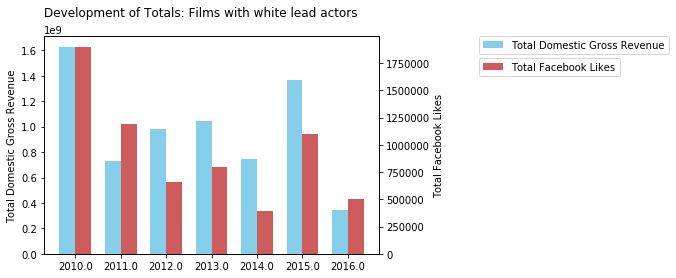 Development of Totals: Films with white lead actors
1e9
Total Domestic Gross Revenue
1.6
1.4
1.2
1.0
0.8
0.6
0.4
0.2
0.0
2010.0 2011.0 2012.0 2013.0 2014.0 2015.0 2016.0
1750000
1500000
1250000
1000000
750000
500000
250000
0
Total Facebook Likes
Total Domestic Gross Revenue
Total Facebook Likes